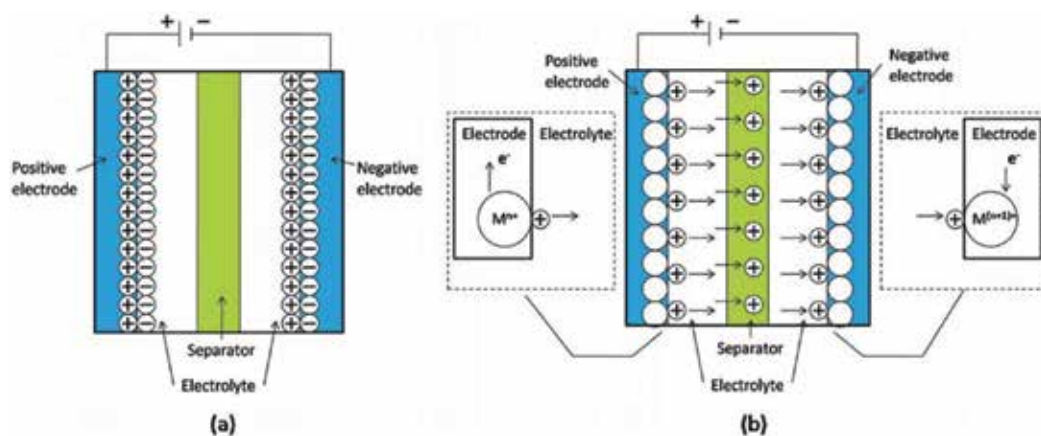 + −
Positive
electrode
Negative
electrode
Separator
Electrolyte
(a)
+ −
Positive
electrode
Negative
electrode
Electrode
Electrolyte
e⁻
Mⁿ⁺
+
Electrolyte
Electrode
e⁻
M⁽ⁿ⁺¹⁾⁺
+
Separator
Electrolyte
(b)